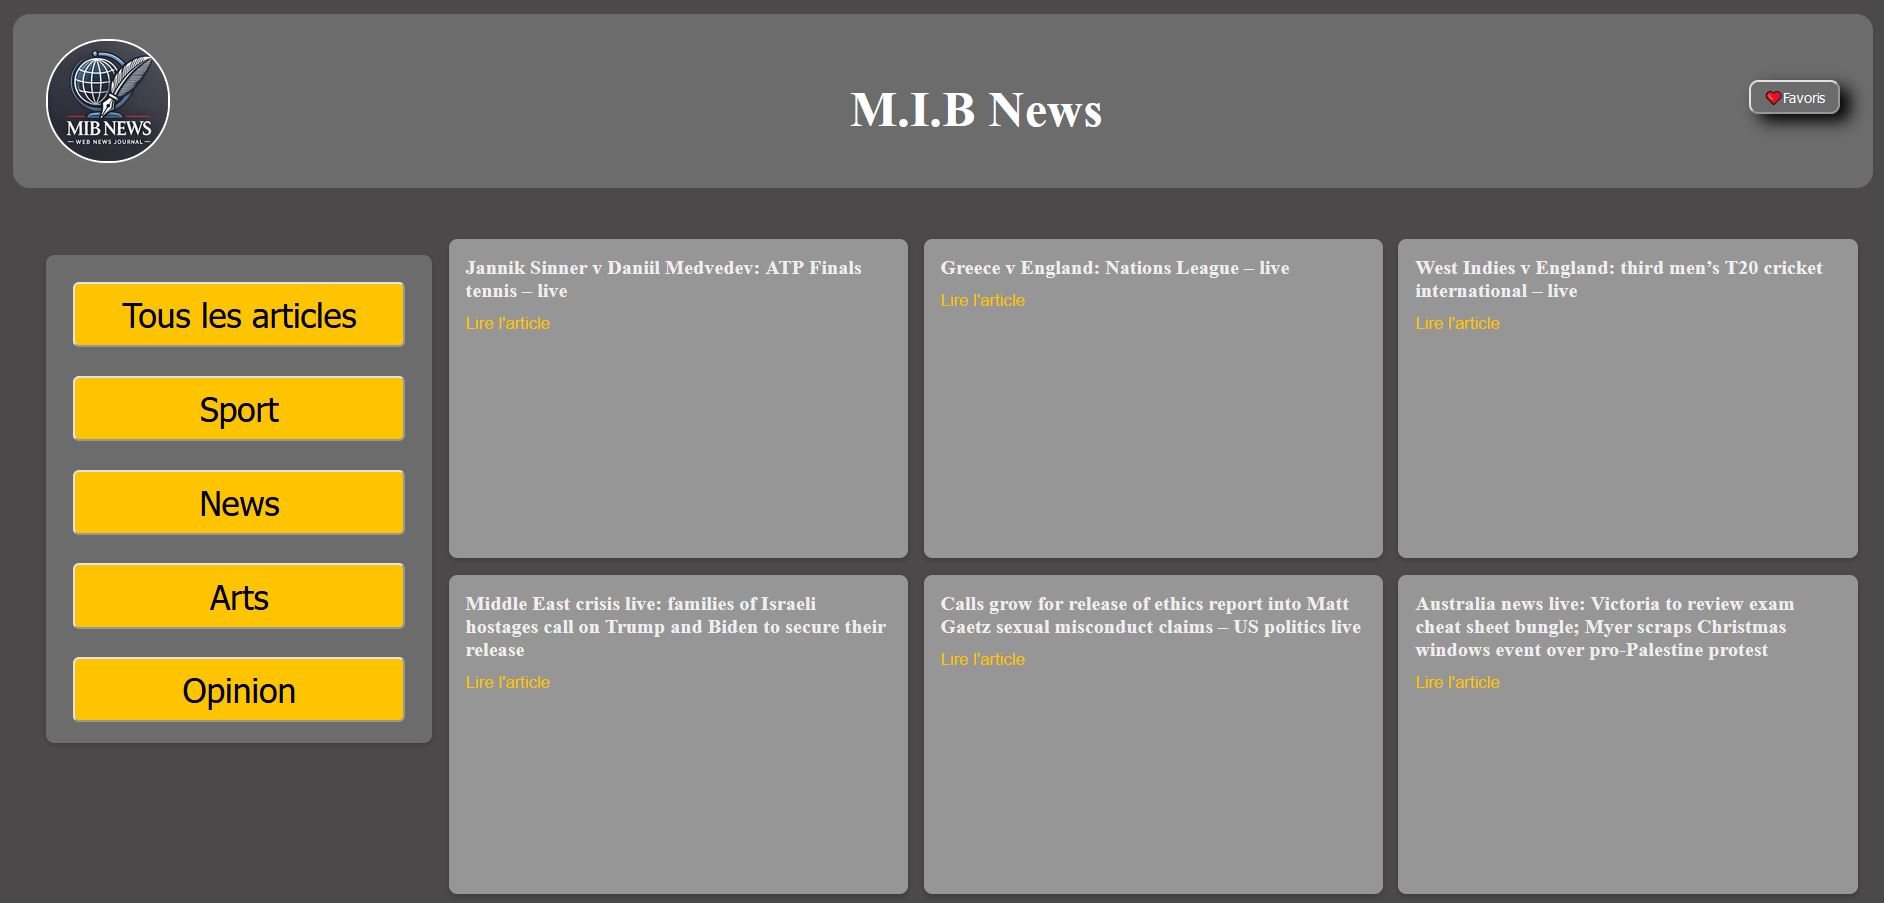 MIB NEWS
WEB NEWS JOURNAL
M.I.B News
Favoris
Tous les articles
Sport
News
Arts
Opinion
Jannik Sinner v Daniil Medvedev: ATP Finals
tennis – live
Lire l'article
Greece v England: Nations League – live
Lire l'article
West Indies v England: third men’s T20 cricket
international – live
Lire l'article
Middle East crisis live: families of Israeli
hostages call on Trump and Biden to secure their
release
Lire l'article
Calls grow for release of ethics report into Matt
Gaetz sexual misconduct claims – US politics live
Lire l'article
Australia news live: Victoria to review exam
cheat sheet bungle; Myer scraps Christmas
windows event over pro-Palestine protest
Lire l'article